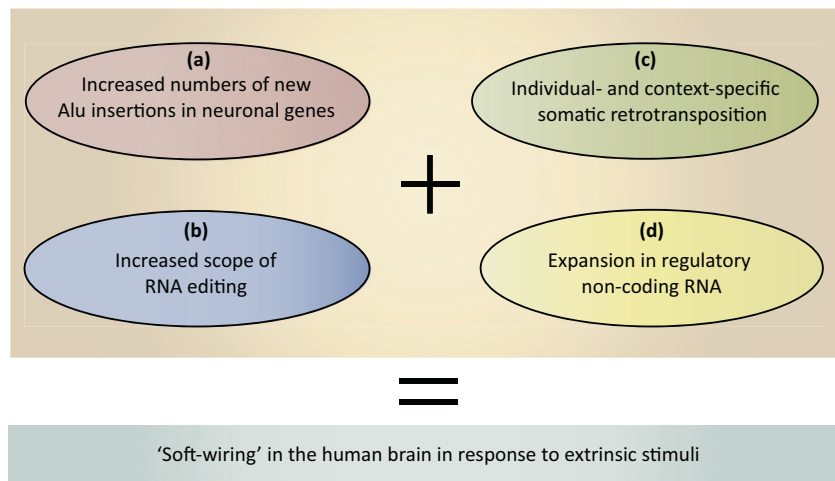 (a)
Increased numbers of new
Alu insertions in neuronal genes
(c)
Individual- and context-specific
somatic retrotransposition
+
(b)
Increased scope of
RNA editing
(d)
Expansion in regulatory
non-coding RNA
=
‘Soft-wiring’ in the human brain in response to extrinsic stimuli